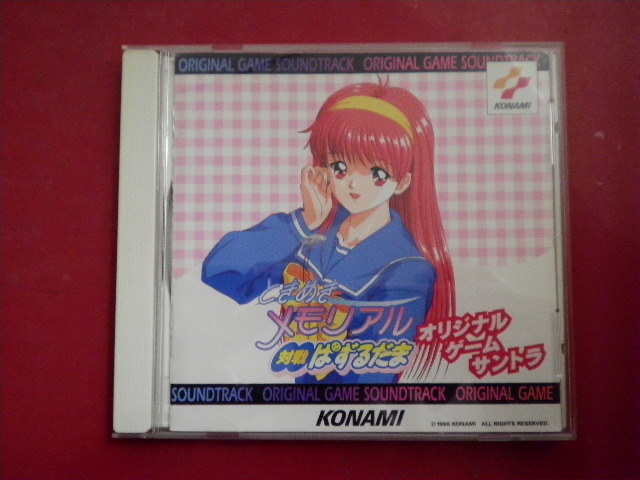 ORIGINAL GAME SOUNDTRACK ORIGINAL GAME SOUNDTRACK
KONAMI
ときめき
メモリアル
対戦ぱずるだま
オリジナル
ゲーム
サントラ
SOUNDTRACK ORIGINAL GAME SOUNDTRACK ORIGINAL GAME
KONAMI
© 1996 KONAMI ALL RIGHTS RESERVED.